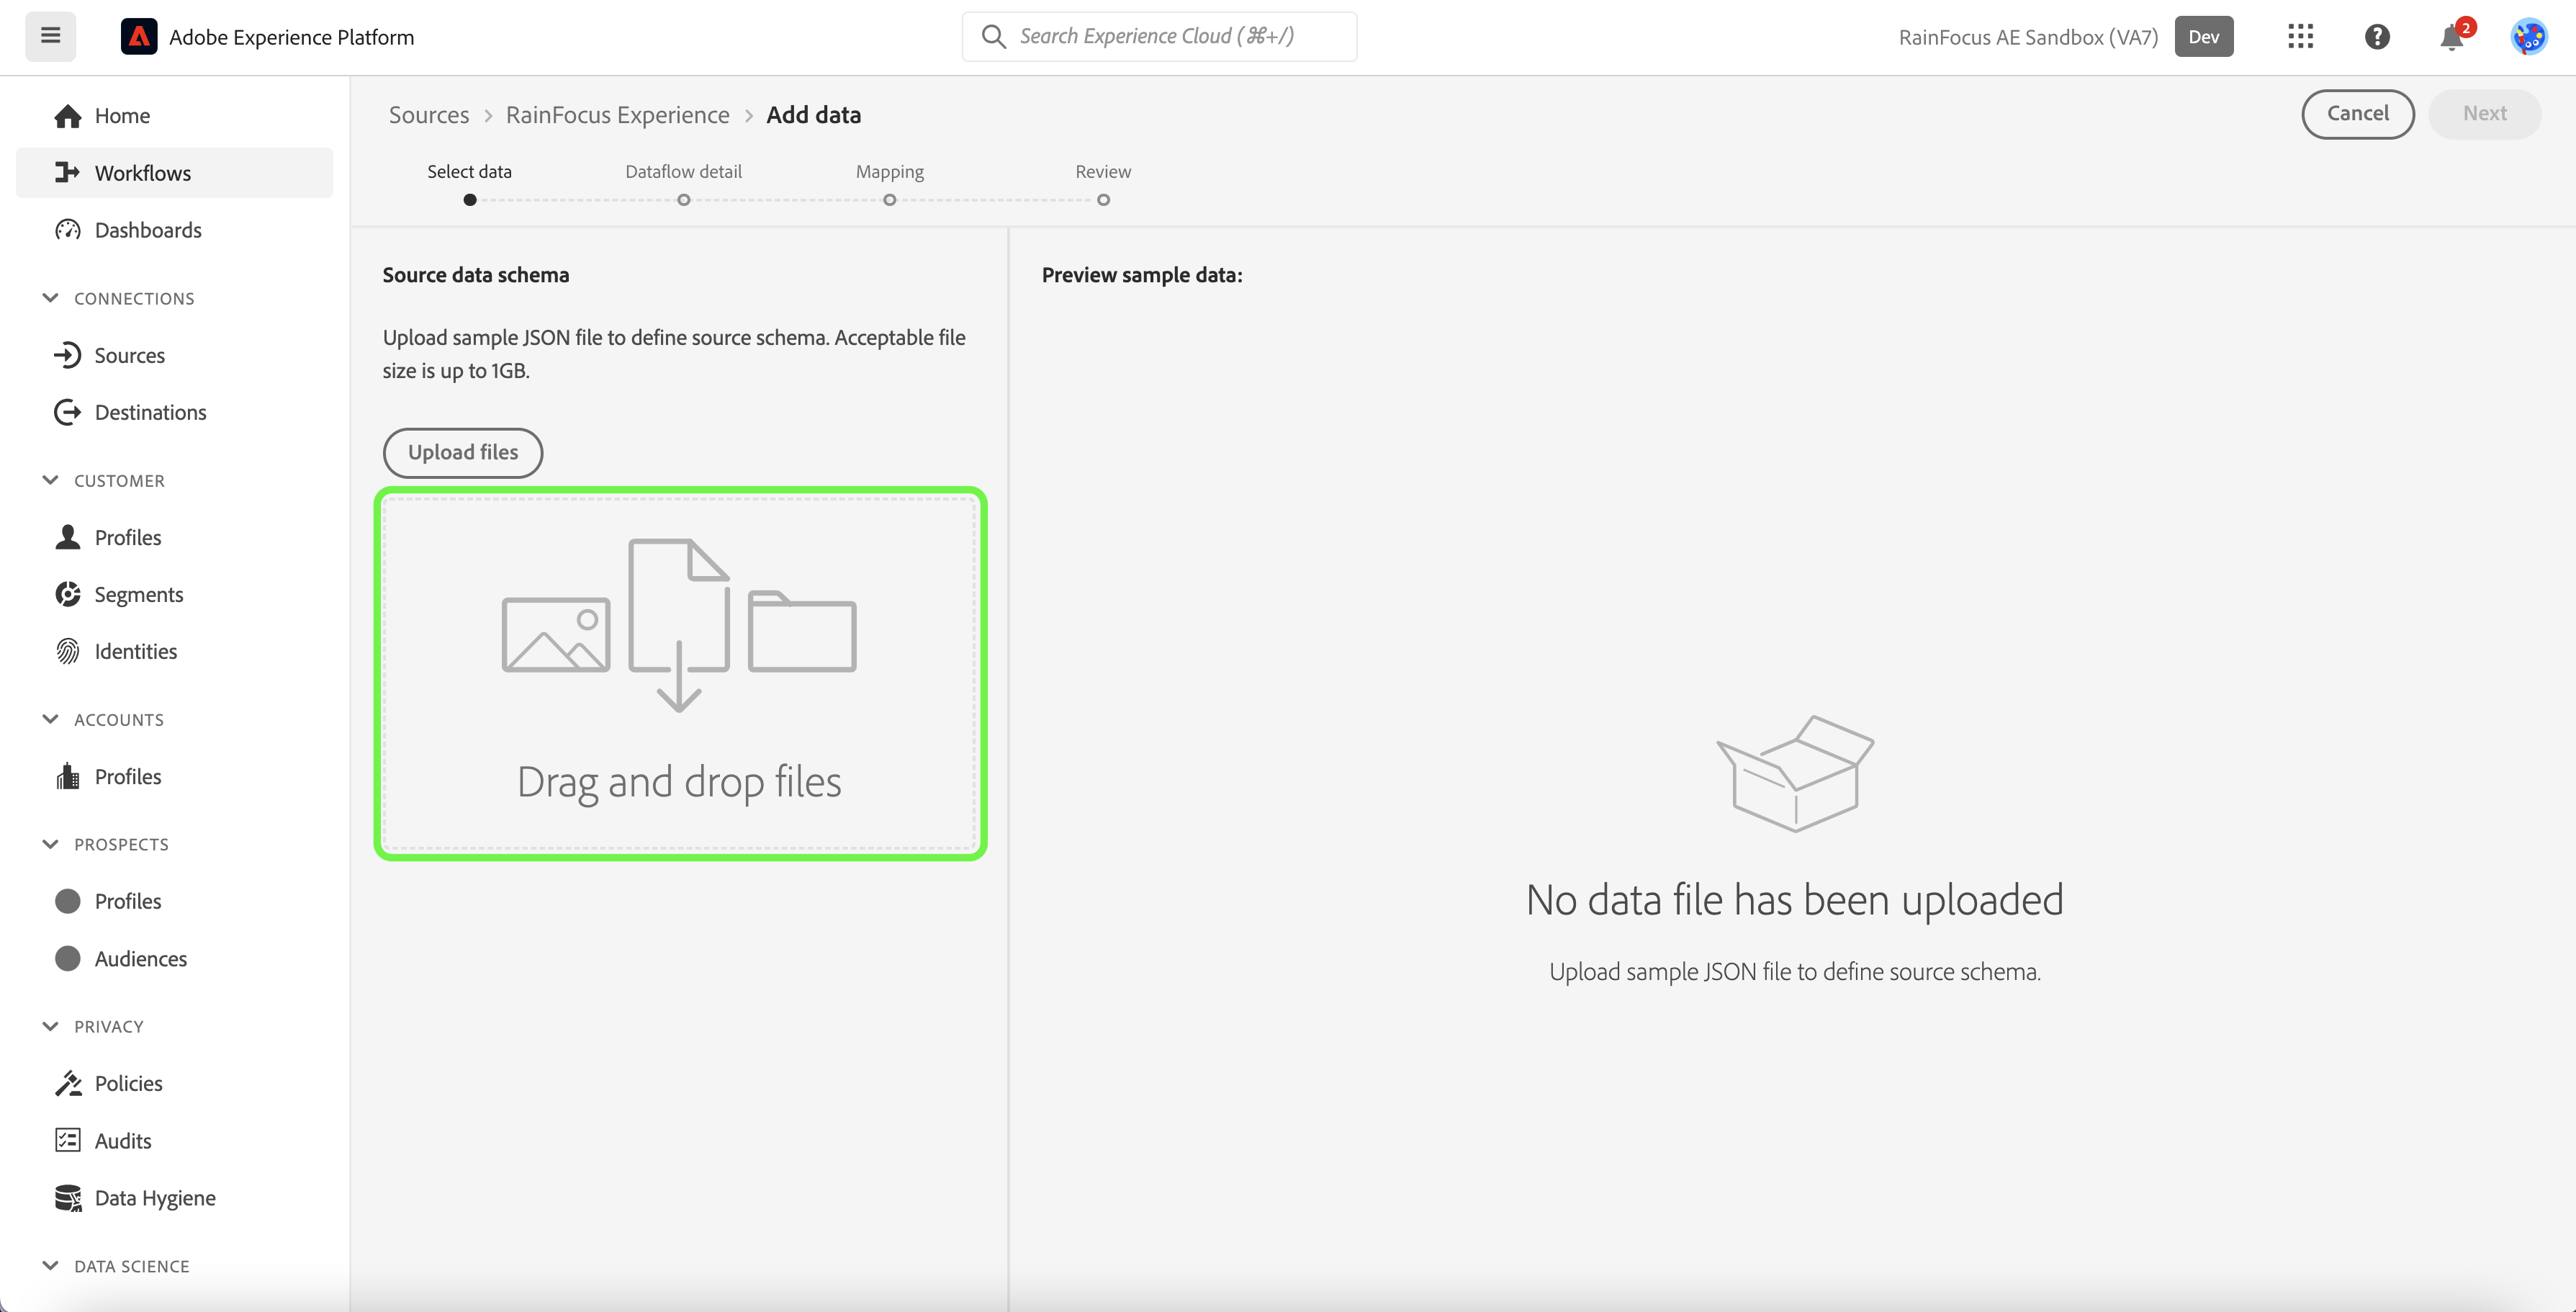 Adobe Experience Platform
Search Experience Cloud (⌘+/)
RainFocus AE Sandbox (VA7)
Dev
2
Home
Workflows
Dashboards
CONNECTIONS
Sources
Destinations
CUSTOMER
Profiles
Segments
Identities
ACCOUNTS
Profiles
PROSPECTS
Profiles
Audiences
PRIVACY
Policies
Audits
Data Hygiene
DATA SCIENCE
Sources > RainFocus Experience > Add data
Cancel
Next
Select data
Dataflow detail
Mapping
Review
Source data schema
Upload sample JSON file to define source schema. Acceptable file
size is up to 1GB.
Upload files
Drag and drop files
Preview sample data:
No data file has been uploaded
Upload sample JSON file to define source schema.